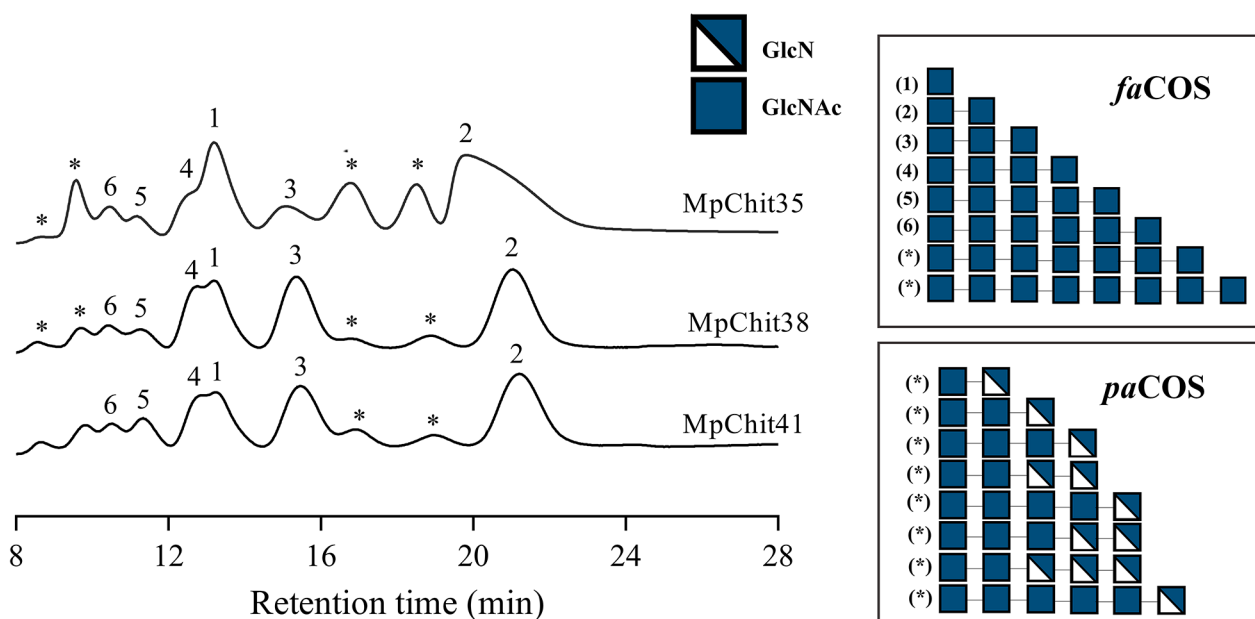 GlcN
GlcNAc
* * 6 5 4 1 3 * * 2
MpChit35
* * 6 5 4 1 3 * * 2
MpChit38
6 5 4 1 3 * * 2
MpChit41
8 12 16 20 24 28
Retention time (min)
faCOS
(1)
(2)
(3)
(4)
(5)
(6)
(*)
(*)
paCOS
(*)
(*)
(*)
(*)
(*)
(*)
(*)
(*)